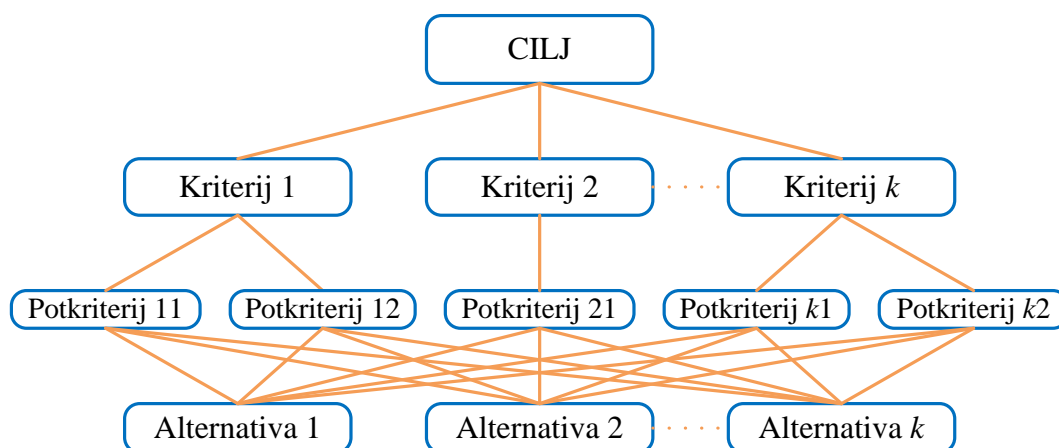 CILJ
Kriterij 1 Kriterij 2 Kriterij k
Potkriterij 11 Potkriterij 12 Potkriterij 21 Potkriterij k1 Potkriterij k2
Alternativa 1 Alternativa 2 Alternativa k